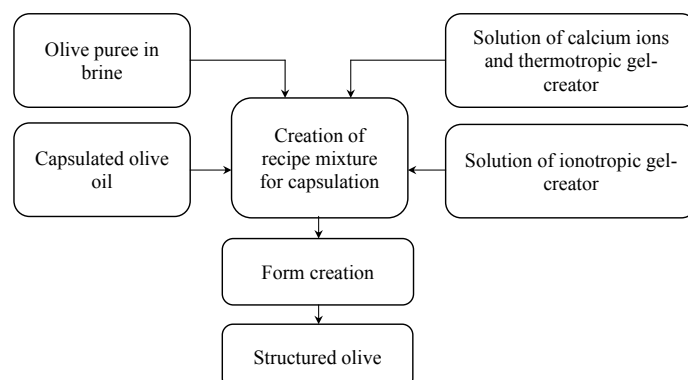 Olive puree in
brine
Solution of calcium ions
and thermotropic gel-
creator
Capsulated olive
oil
Creation of
recipe mixture
for capsulation
Solution of ionotropic gel-
creator
Form creation
Structured olive